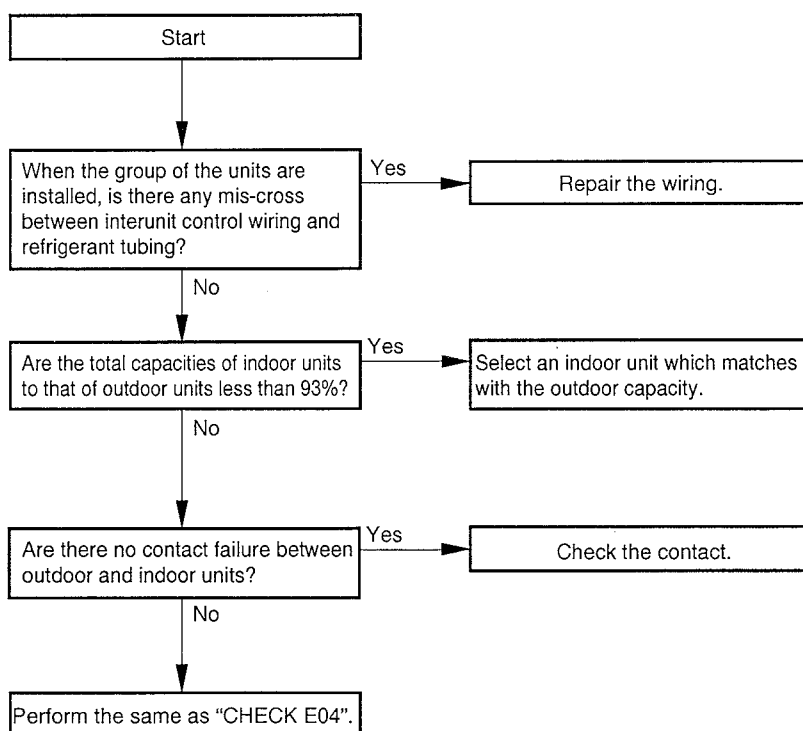 Start
When the group of the units are
installed, is there any mis-cross
between interunit control wiring and
refrigerant tubing?
Yes
Repair the wiring.
No
Are the total capacities of indoor units
to that of outdoor units less than 93%?
Yes
Select an indoor unit which matches
with the outdoor capacity.
No
Are there no contact failure between
outdoor and indoor units?
Yes
Check the contact.
No
Perform the same as “CHECK E04”.